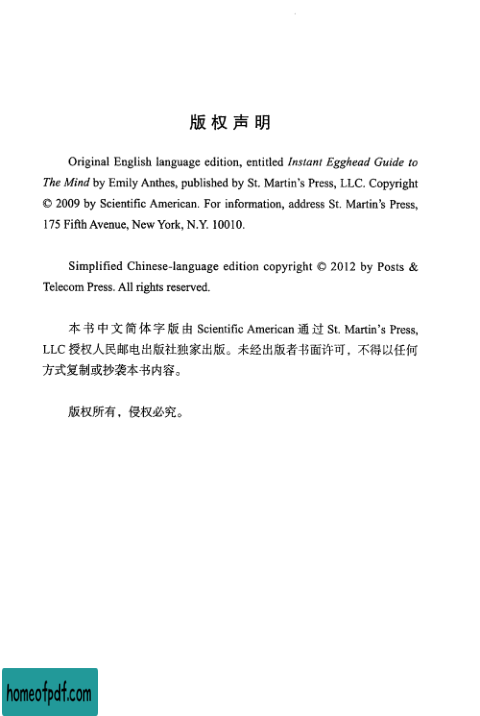 版权声明
Original English language edition, entitled Instant Egghead Guide to
The Mind by Emily Anthes, published by St. Martin's Press, LLC. Copyright
© 2009 by Scientific American. For information, address St. Martin's Press,
175 Fifth Avenue, New York, N.Y. 10010.
Simplified Chinese-language edition copyright © 2012 by Posts &
Telecom Press. All rights reserved.
本书中文简体字版由 Scientific American 通过 St. Martin's Press,
LLC 授权人民邮电出版社独家出版。未经出版者书面许可，不得以任何
方式复制或抄袭本书内容。
版权所有，侵权必究。
homeofpdf.com